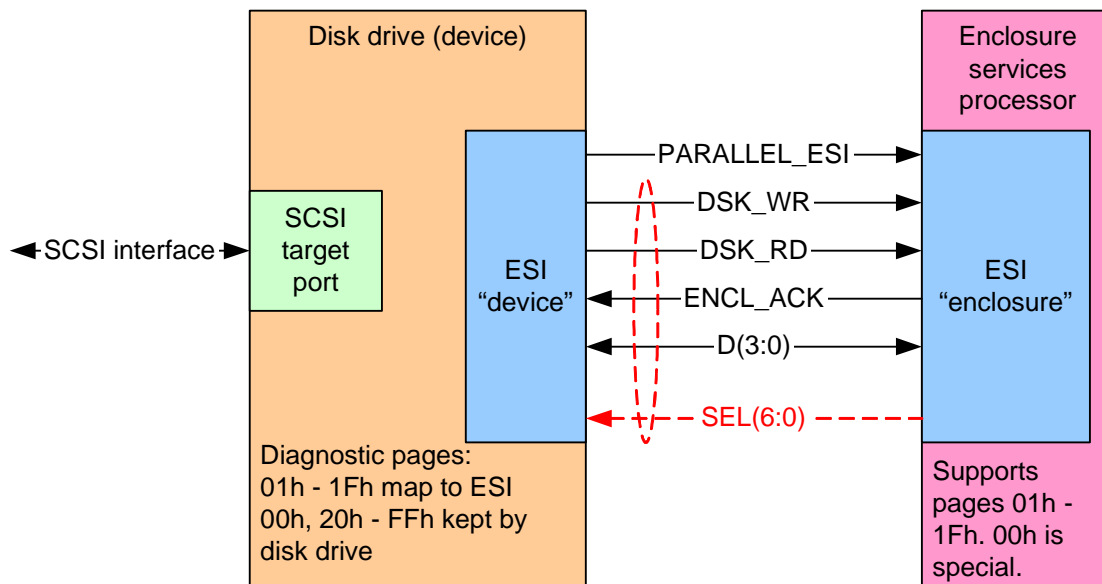 Disk drive (device)
Enclosure
services
processor
PARALLEL_ESI
DSK_WR
DSK_RD
ENCL_ACK
D(3:0)
SEL(6:0)
SCSI interface
SCSI
target
port
ESI
“device”
ESI
“enclosure”
Diagnostic pages:
01h - 1Fh map to ESI
00h, 20h - FFh kept by
disk drive
Supports
pages 01h -
1Fh. 00h is
special.